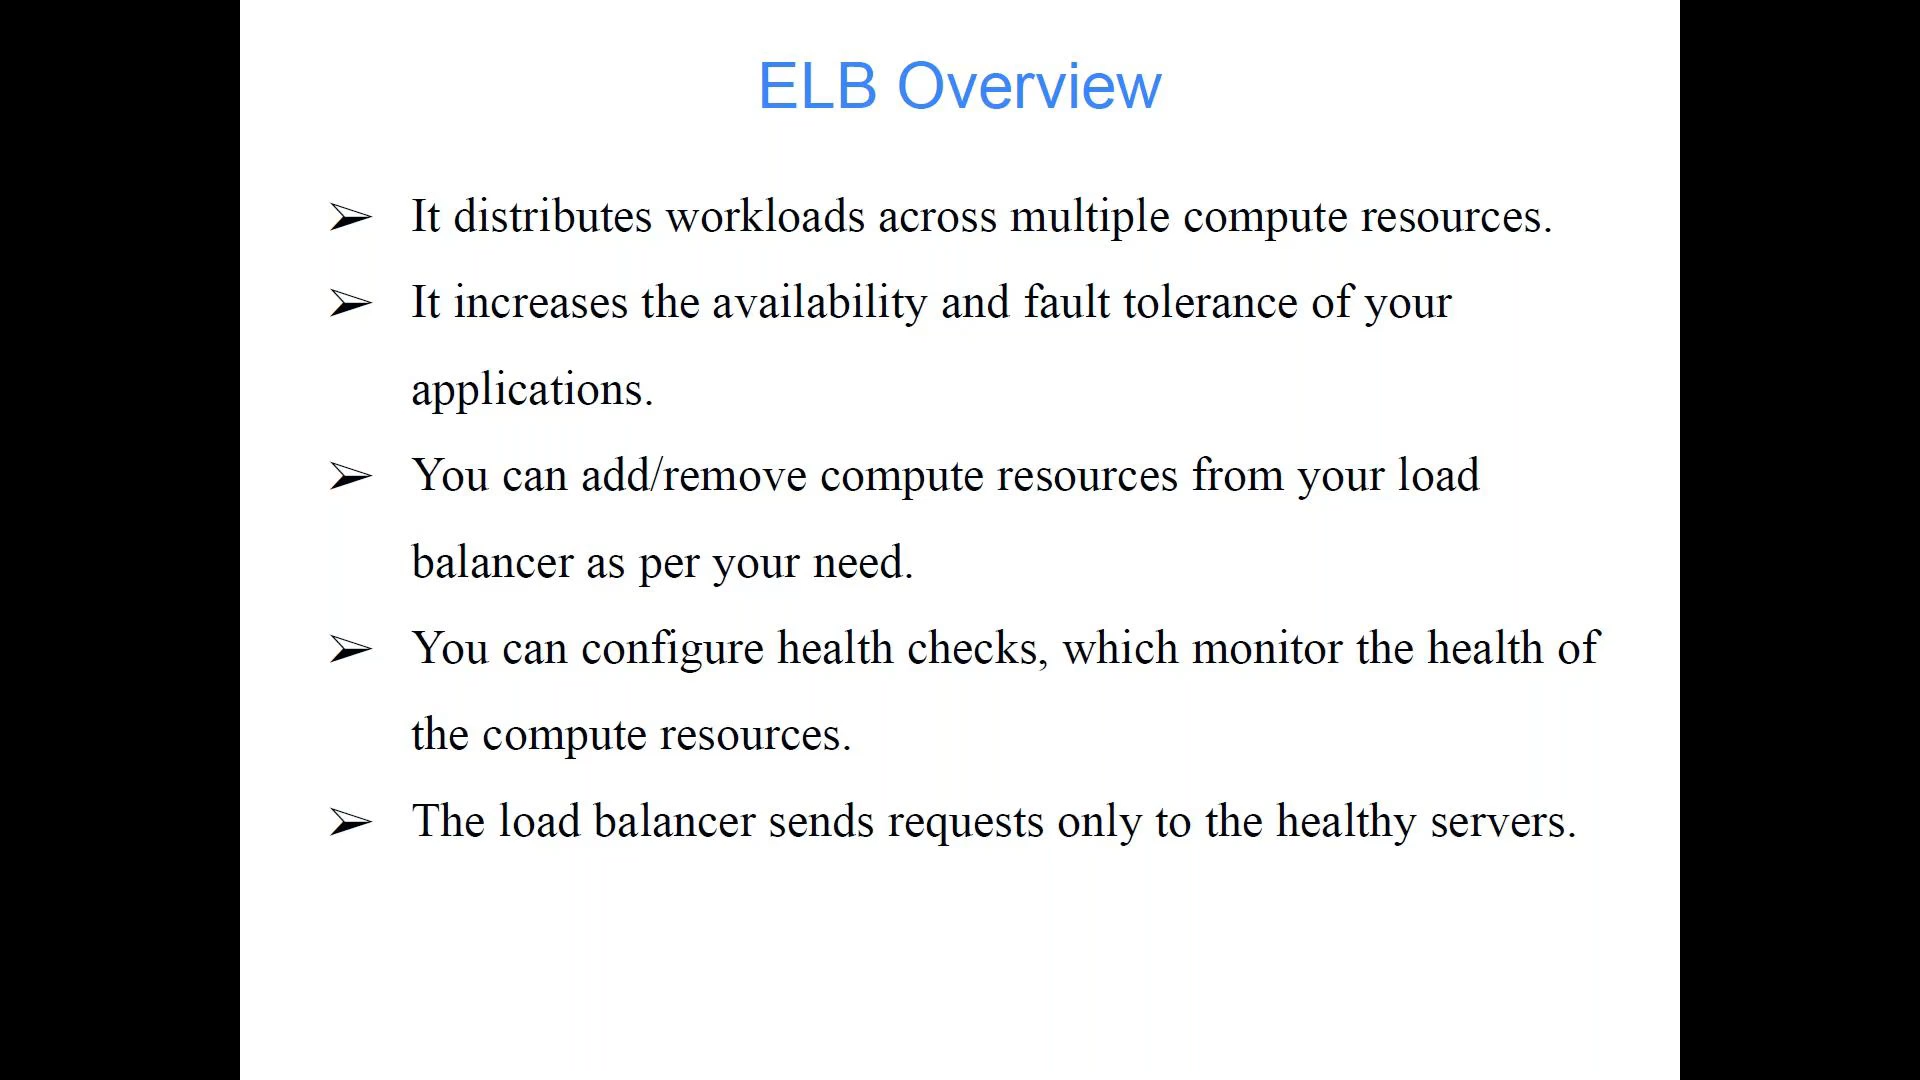 ELB Overview
➢ It distributes workloads across multiple compute resources.
➢ It increases the availability and fault tolerance of your
applications.
➢ You can add/remove compute resources from your load
balancer as per your need.
➢ You can configure health checks, which monitor the health of
the compute resources.
➢ The load balancer sends requests only to the healthy servers.